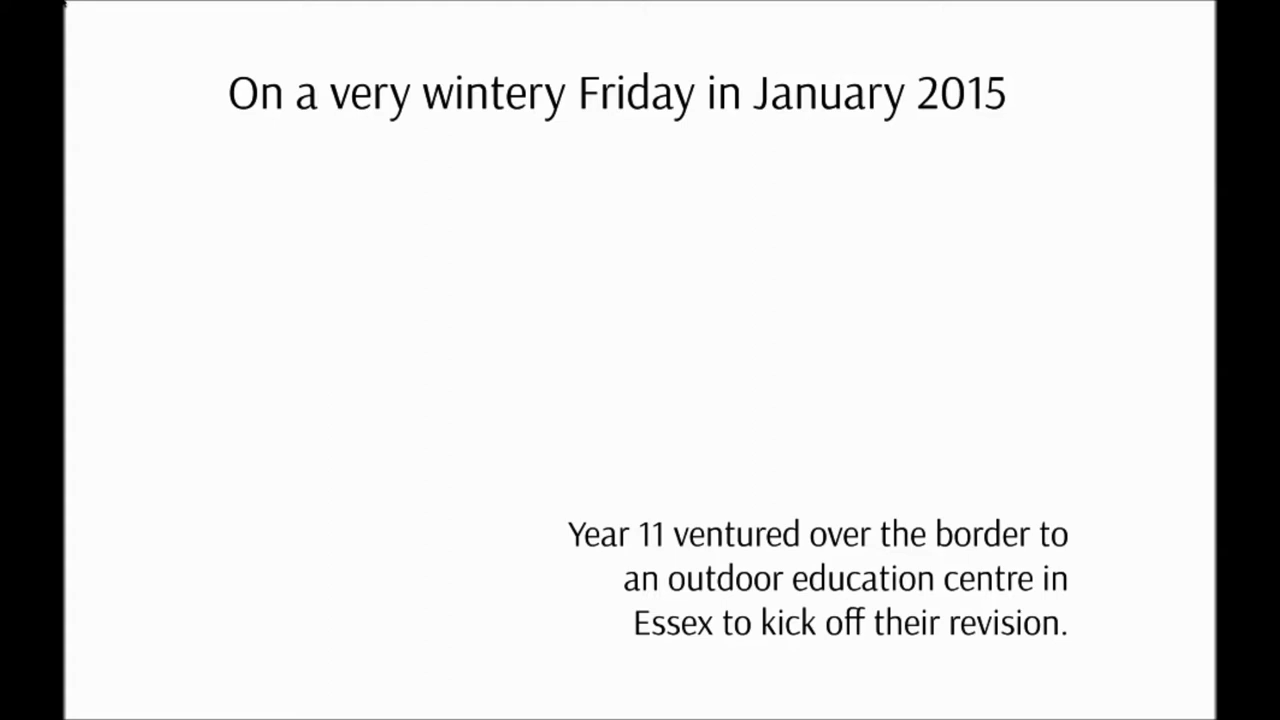 On a very wintery Friday in January 2015
Year 11 ventured over the border to
an outdoor education centre in
Essex to kick off their revision.